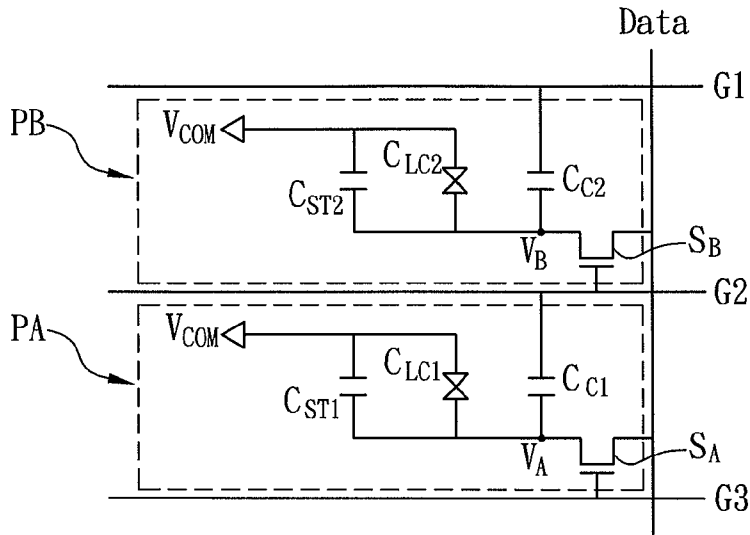 Data
G1
PB
VCOM
CLC2
CST2
CC2
VB
SB
G2
PA
VCOM
CLC1
CST1
CC1
VA
SA
G3